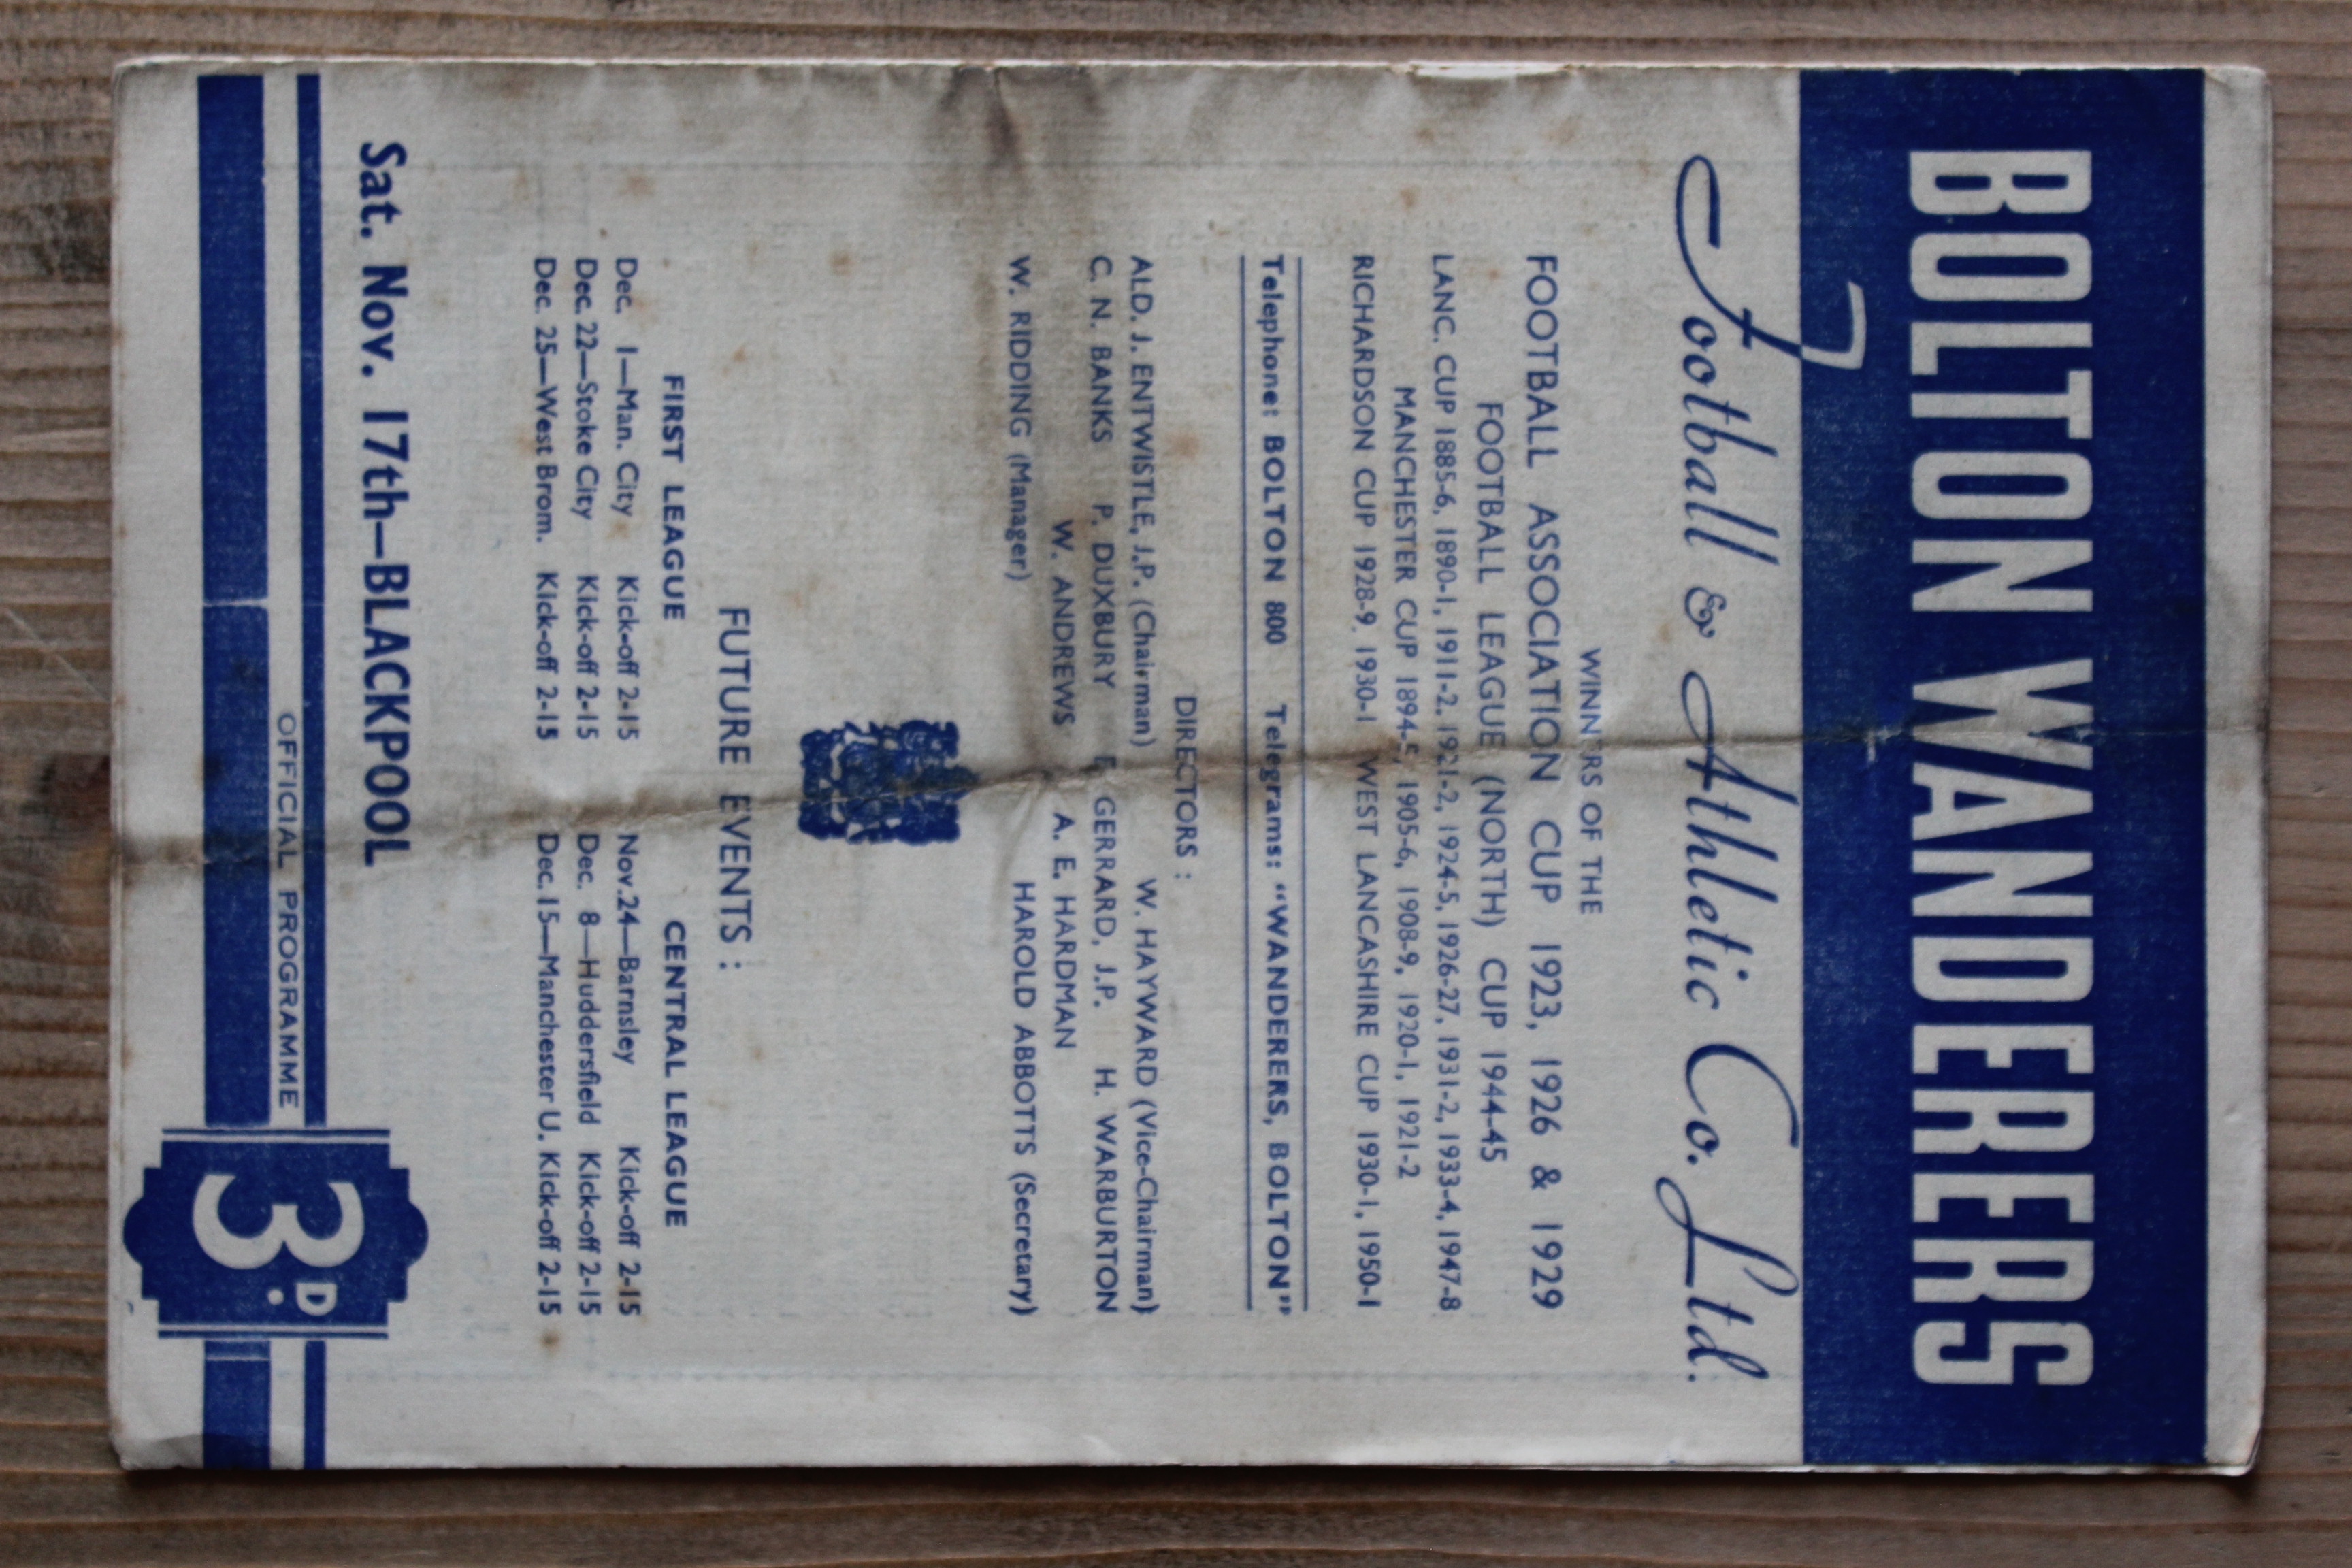 BOLTON WANDERERS
Football & Athletic Co. Ltd.
WINNERS OF THE
FOOTBALL ASSOCIATION CUP 1923, 1926 & 1929
FOOTBALL LEAGUE (NORTH) CUP 1944-45
LANC. CUP 1885-6, 1890-1, 1911-2, 1921-2, 1924-5, 1926-27, 1931-2, 1933-4, 1947-8
MANCHESTER CUP 1894-5, 1905-6, 1908-9, 1920-1, 1921-2
RICHARDSON CUP 1928-9, 1930-1 WEST LANCASHIRE CUP 1930-1, 1950-1
Telephone: BOLTON 800 Telegrams: "WANDERERS, BOLTON"
DIRECTORS :
ALD. J. ENTWISTLE, J.P. (Chairman) W. HAYWARD (Vice-Chairman)
C. N. BANKS P. DUXBURY E GERRARD, J.P. H. WARBURTON
W. ANDREWS A. E. HARDMAN
W. RIDDING (Manager) HAROLD ABBOTTS (Secretary)
FUTURE EVENTS :
FIRST LEAGUE CENTRAL LEAGUE
Dec. 1—Man. City Kick-off 2-15 Nov.24—Barnsley Kick-off 2-15
Dec. 22—Stoke City Kick-off 2-15 Dec. 8—Huddersfield Kick-off 2-15
Dec. 25—West Brom. Kick-off 2-15 Dec.15—Manchester U. Kick-off 2-15
Sat. Nov. 17th—BLACKPOOL
OFFICIAL PROGRAMME
3D.